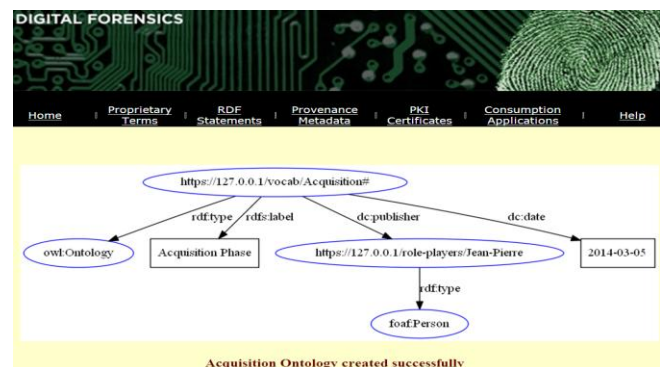 DIGITAL FORENSICS
Home | Proprietary Terms | RDF Statements | Provenance Metadata | PKI Certificates | Consumption Applications | Help
https://127.0.0.1/vocab/Acquisition#
rdf:type rdfs:label dc:publisher dc:date
owl:Ontology Acquisition Phase https://127.0.0.1/role-players/Jean-Pierre 2014-03-05
rdf:type
foaf:Person
Acquisition Ontology created successfully